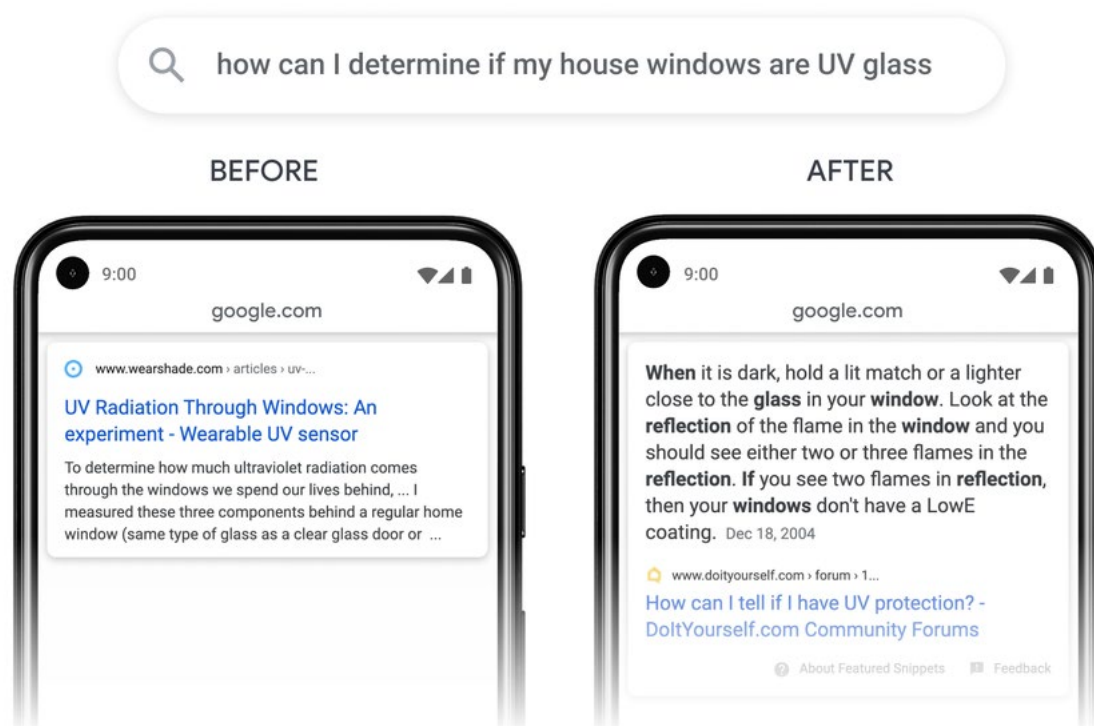 how can I determine if my house windows are UV glass
BEFORE
AFTER
9:00
google.com
www.wearshade.com › articles › uv-...
UV Radiation Through Windows: An
experiment - Wearable UV sensor
To determine how much ultraviolet radiation comes
through the windows we spend our lives behind, ... I
measured these three components behind a regular home
window (same type of glass as a clear glass door or ...
9:00
google.com
When it is dark, hold a lit match or a lighter
close to the glass in your window. Look at the
reflection of the flame in the window and you
should see either two or three flames in the
reflection. If you see two flames in reflection,
then your windows don't have a LowE
coating. Dec 18, 2004
www.doityourself.com › forum › 1...
How can I tell if I have UV protection? -
DoItYourself.com Community Forums
About Featured Snippets Feedback